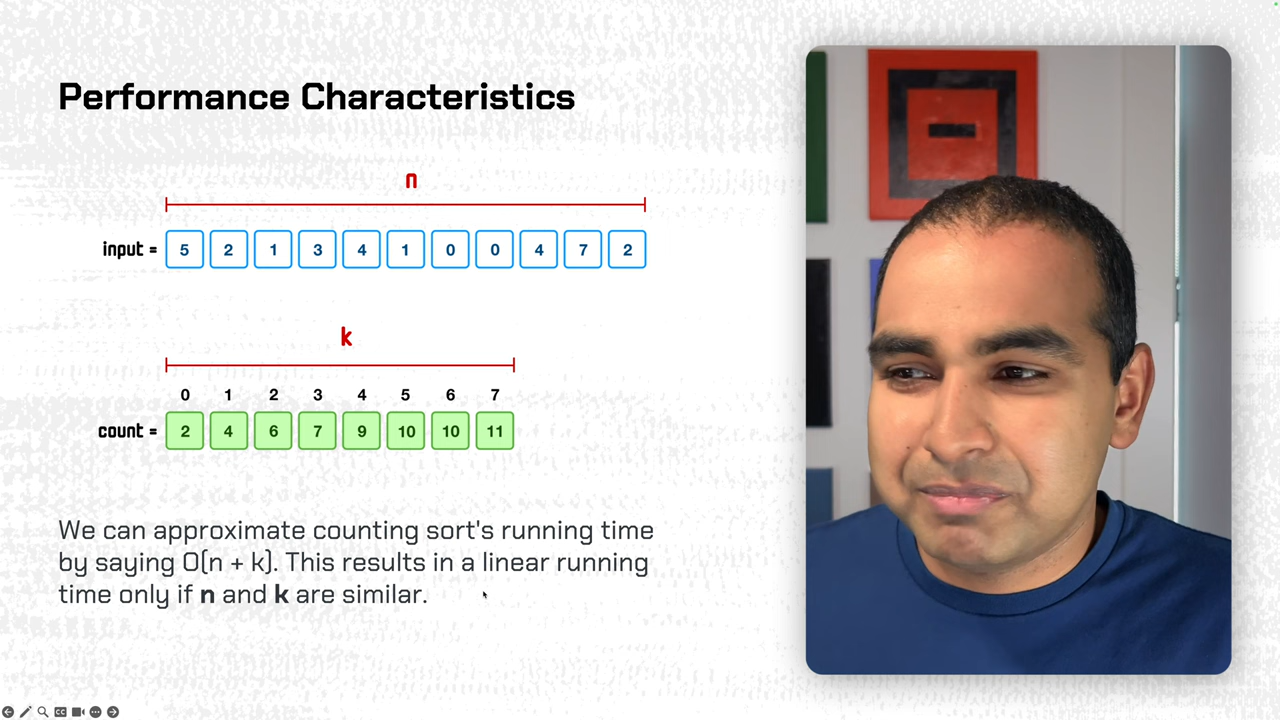 Performance Characteristics
n
input = 5 2 1 3 4 1 0 0 4 7 2
k
0 1 2 3 4 5 6 7
count = 2 4 6 7 9 10 10 11
We can approximate counting sort's running time
by saying O(n + k). This results in a linear running
time only if n and k are similar.
CC